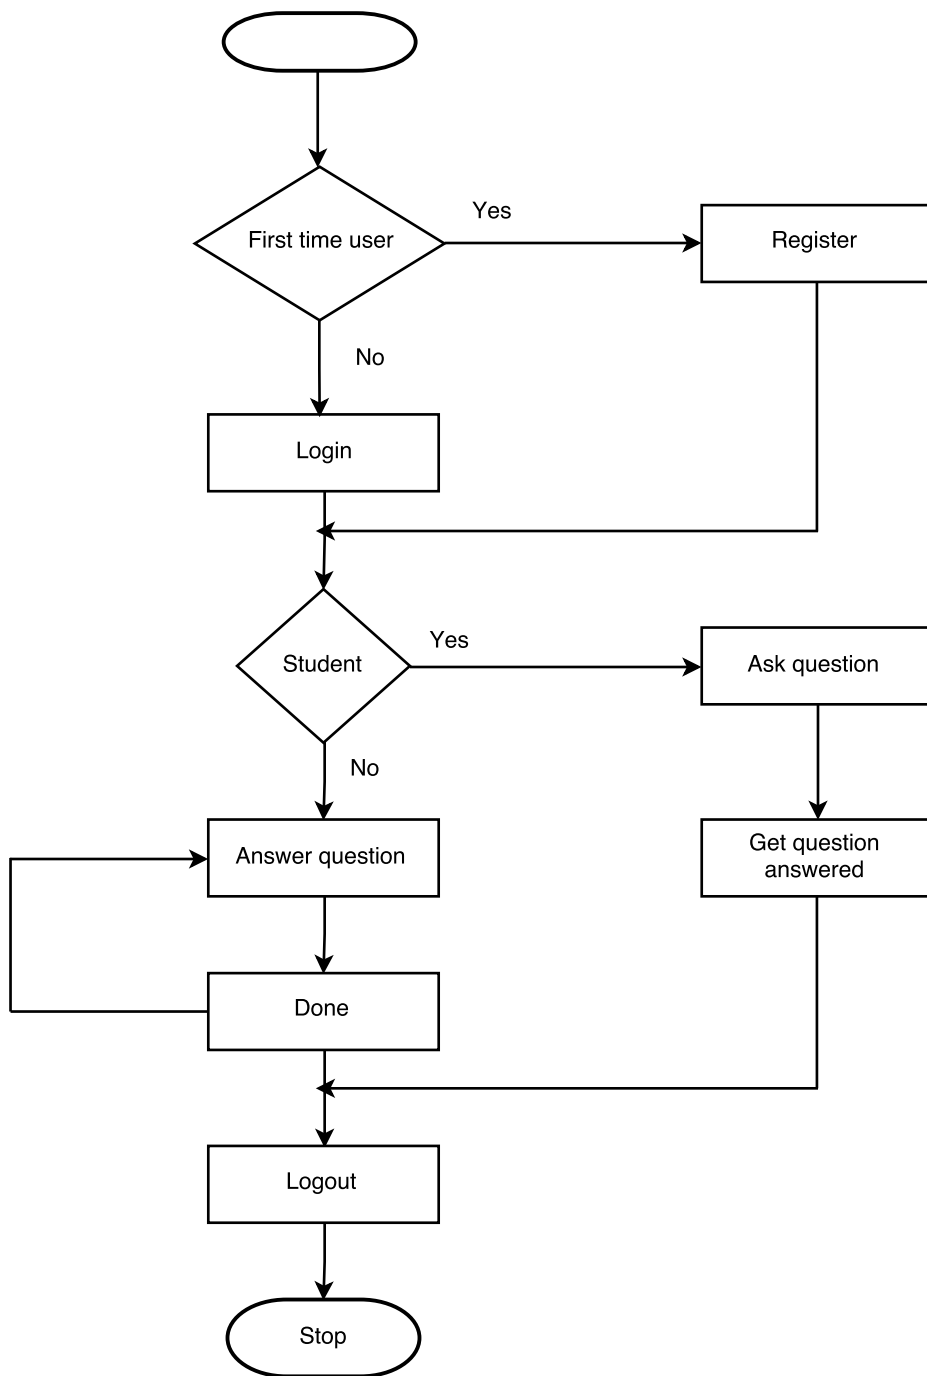 Yes
First time user
Register
No
Login
Yes
Student
Ask question
No
Answer question
Get question
answered
Done
Logout
Stop